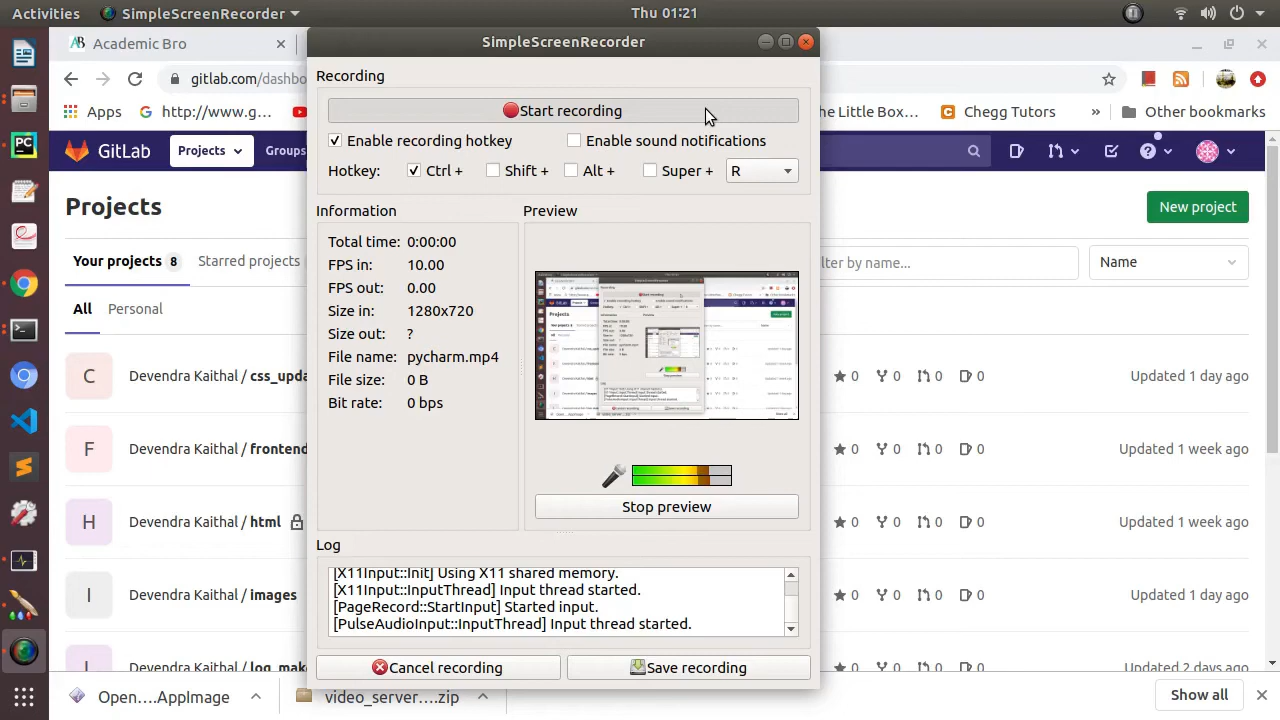 Activities
SimpleScreenRecorder
Thu 01:21
Academic Bro
SimpleScreenRecorder
gitlab.com/dashbo
Apps
http://www.g...
he Little Box...
Chegg Tutors
»
Other bookmarks
GitLab
Projects
Groups
Projects
New project
Your projects 8
Starred projects
lter by name...
Name
All
Personal
Recording
Start recording
Enable recording hotkey
Enable sound notifications
Hotkey:
Ctrl +
Shift +
Alt +
Super +
R
Information
Total time: 0:00:00
FPS in: 10.00
FPS out: 0.00
Size in: 1280x720
Size out: ?
File name: pycharm.mp4
File size: 0 B
Bit rate: 0 bps
Preview
Stop preview
Log
[X11Input::Init] Using X11 shared memory.
[X11Input::InputThread] Input thread started.
[PageRecord::StartInput] Started input.
[PulseAudioInput::InputThread] Input thread started.
Cancel recording
Save recording
C
Devendra Kaithal / css_upda
0 0 0 0
Updated 1 day ago
F
Devendra Kaithal / frontend
0 0 0 0
Updated 1 week ago
H
Devendra Kaithal / html
0 0 0 0
Updated 1 week ago
I
Devendra Kaithal / images
0 0 0 0
Updated 1 day ago
L
Devendra Kaithal / log_mak
0 0 0 0
Updated 2 days ago
Open....AppImage
video_server....zip
Show all